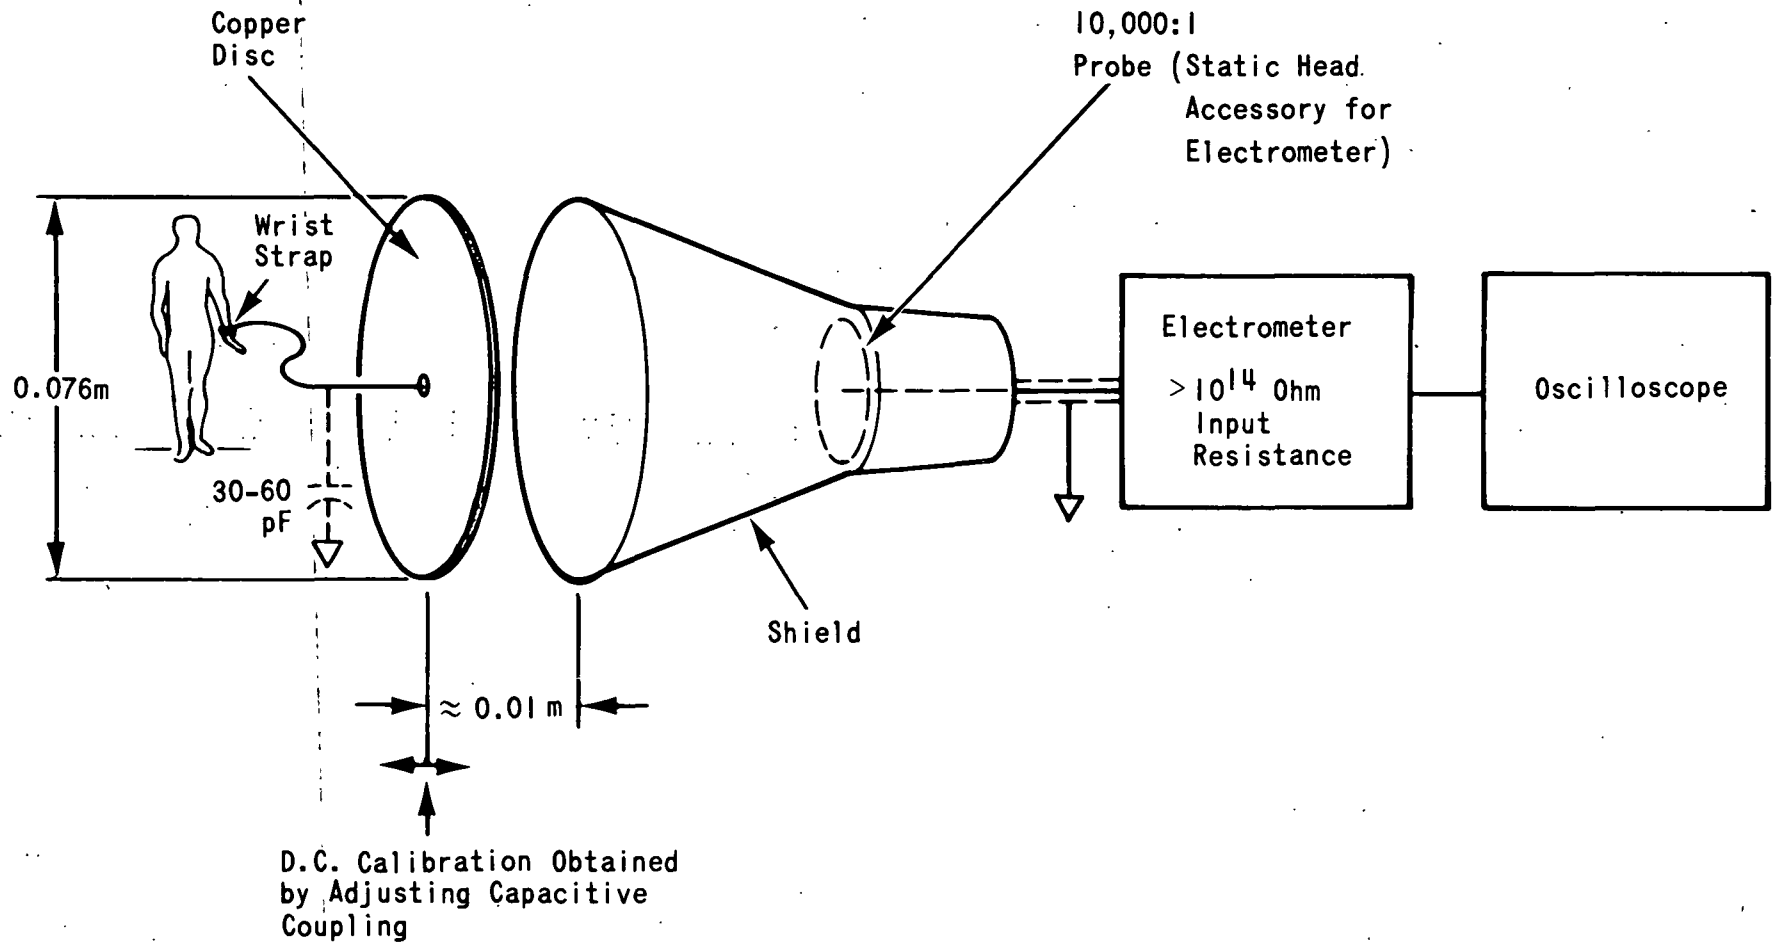 Copper
Disc
10,000:1
Probe (Static Head
Accessory for
Electrometer)
Wrist
Strap
0.076m
30-60
pF
Electrometer
>10¹⁴ Ohm
Input
Resistance
Oscilloscope
Shield
≈ 0.01m
D.C. Calibration Obtained
by Adjusting Capacitive
Coupling